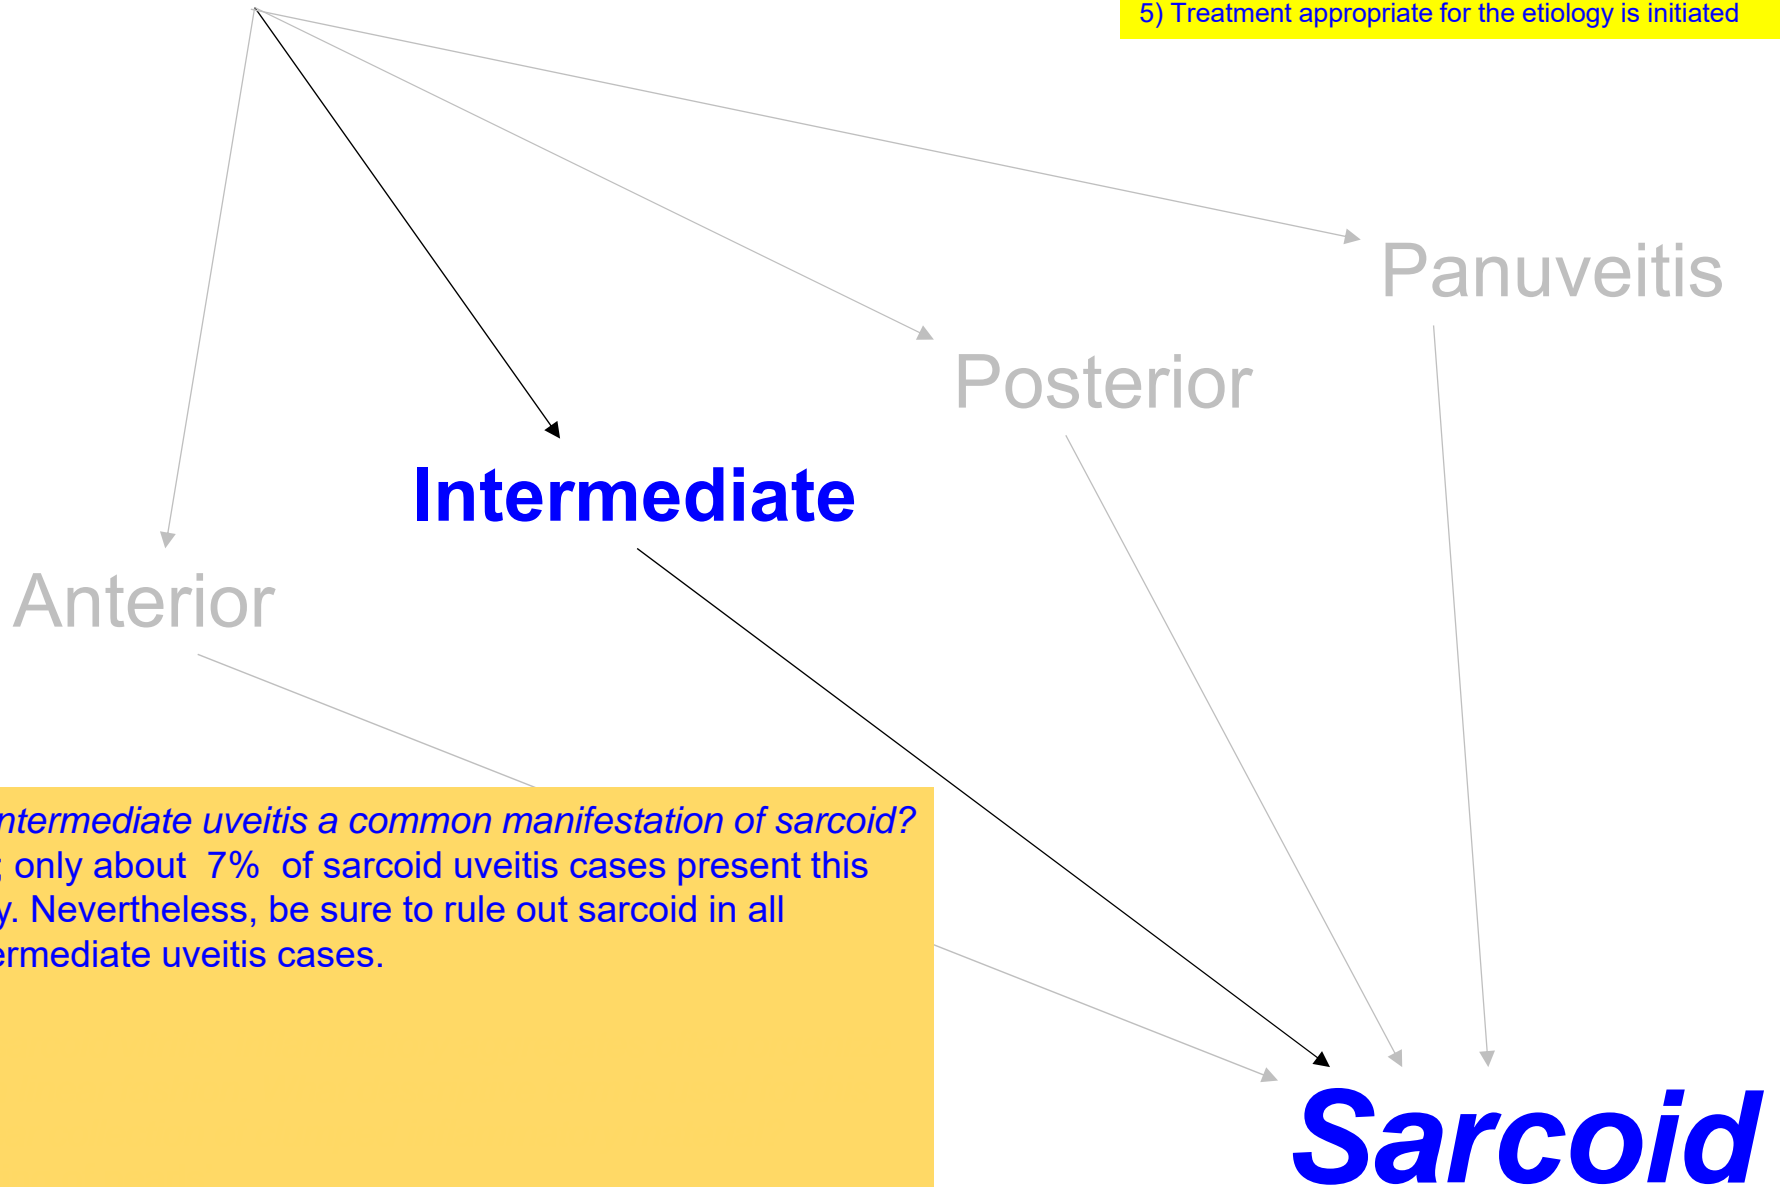 5) Treatment appropriate for the etiology is initiated
Panuveitis
Posterior
Intermediate
Anterior
intermediate uveitis a common manifestation of sarcoid?
; only about 7% of sarcoid uveitis cases present this
. Nevertheless, be sure to rule out sarcoid in all
uveitis cases.
Sarcoid